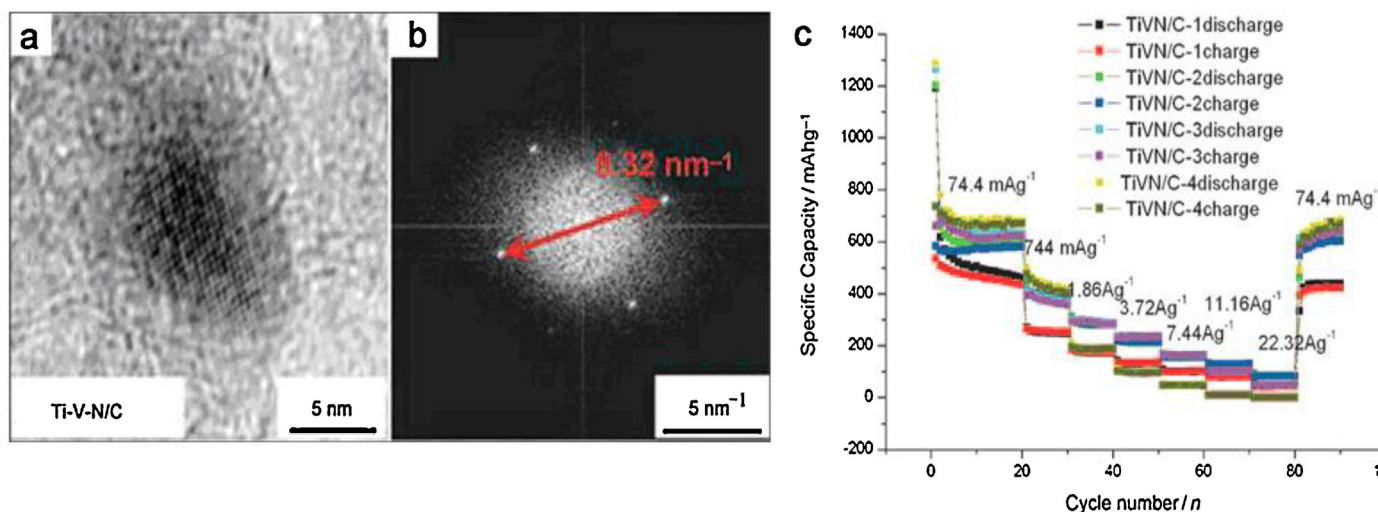 a
Ti-V-N/C
5 nm
b
8.32 nm⁻¹
5 nm⁻¹
c
TiVN/C-1discharge
TiVN/C-1charge
TiVN/C-2discharge
TiVN/C-2charge
TiVN/C-3discharge
TiVN/C-3charge
TiVN/C-4discharge
TiVN/C-4charge
Specific Capacity / mAhg⁻¹
1400
1200
1000
800
600
400
200
0
-200
74.4 mAg⁻¹
744 mAg⁻¹
1.86Ag⁻¹
3.72Ag⁻¹
7.44Ag⁻¹
11.16Ag⁻¹
22.32Ag⁻¹
74.4 mAg⁻¹
0 20 40 60 80
Cycle number / n